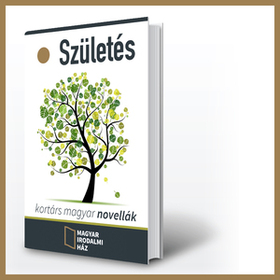 Születés
kortárs magyar novellák
MAGYAR
IRODALMI
HÁZ